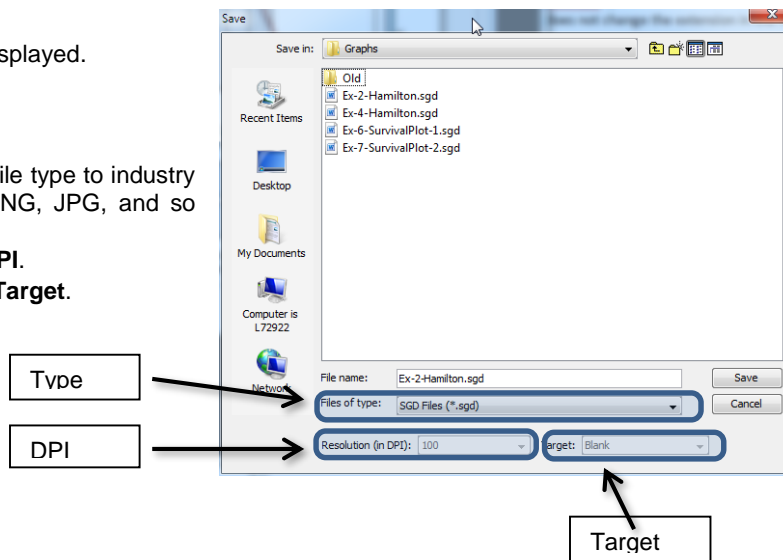 splayed.
ile type to industry
NG, JPG, and so
PI.
Target.
Type
DPI
Target
Save
Save in: Graphs
Recent Items
Desktop
My Documents
Computer is
L72922
Network
Old
Ex-2-Hamilton.sgd
Ex-4-Hamilton.sgd
Ex-6-SurvivalPlot-1.sgd
Ex-7-SurvivalPlot-2.sgd
File name: Ex-2-Hamilton.sgd Save
Files of type: SGD Files (*.sgd) Cancel
Resolution (in DPI): 100 Target: Blank